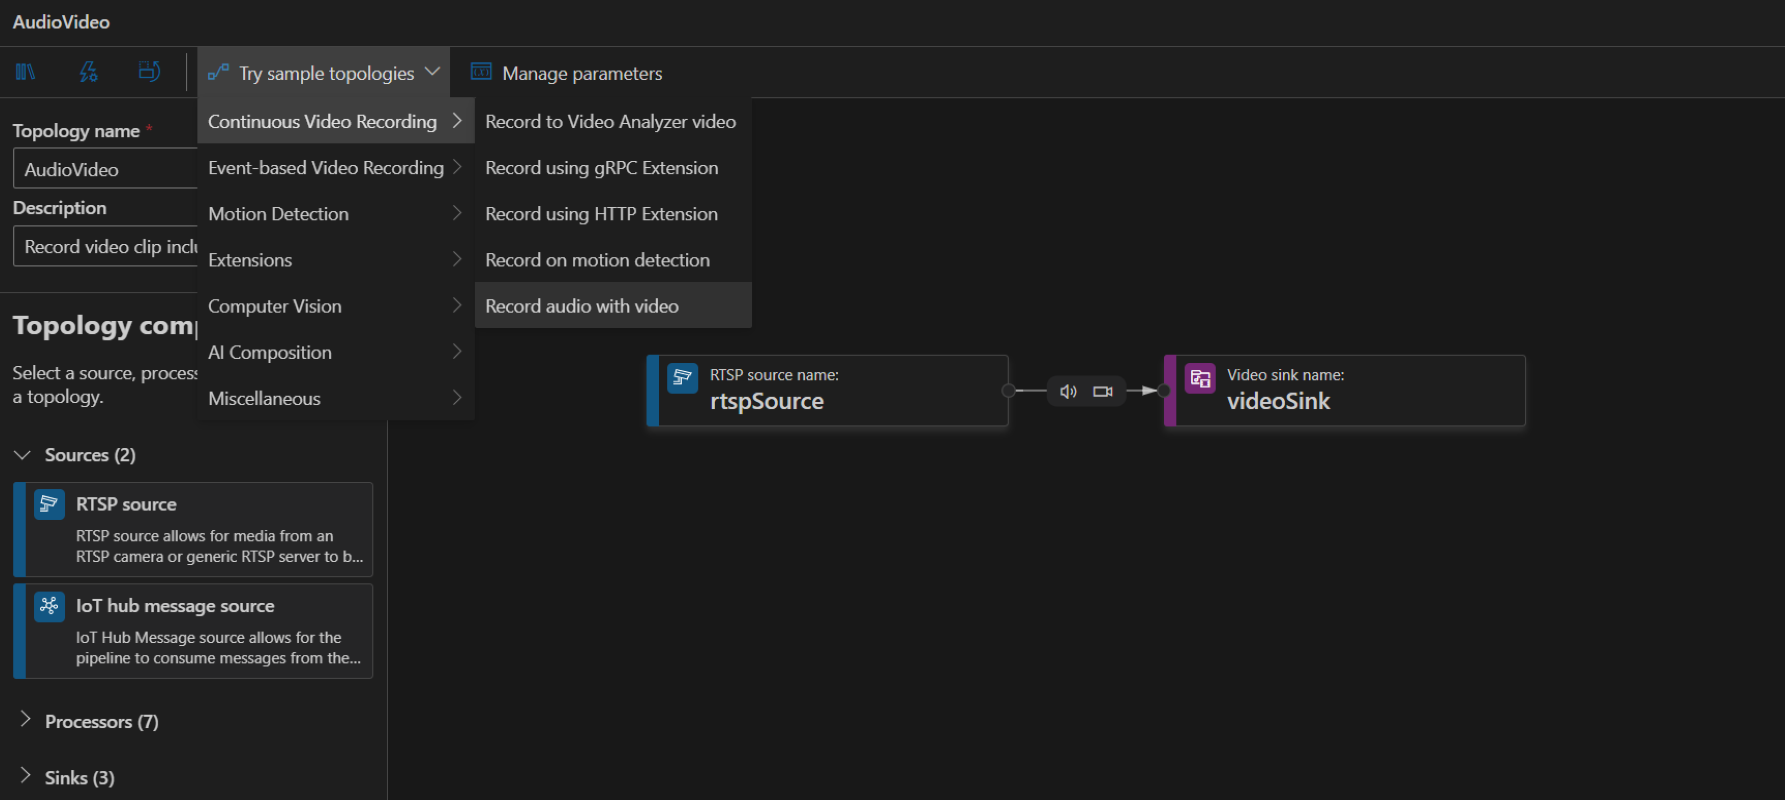 AudioVideo
Try sample topologies
Manage parameters
Topology name *
AudioVideo
Description
Record video clip inclu
Continuous Video Recording
Event-based Video Recording
Motion Detection
Extensions
Computer Vision
AI Composition
Miscellaneous
Record to Video Analyzer video
Record using gRPC Extension
Record using HTTP Extension
Record on motion detection
Record audio with video
Topology comp
Select a source, process
a topology.
Sources (2)
RTSP source
RTSP source allows for media from an
RTSP camera or generic RTSP server to b...
IoT hub message source
IoT Hub Message source allows for the
pipeline to consume messages from the...
Processors (7)
Sinks (3)
RTSP source name:
rtspSource
Video sink name:
videoSink